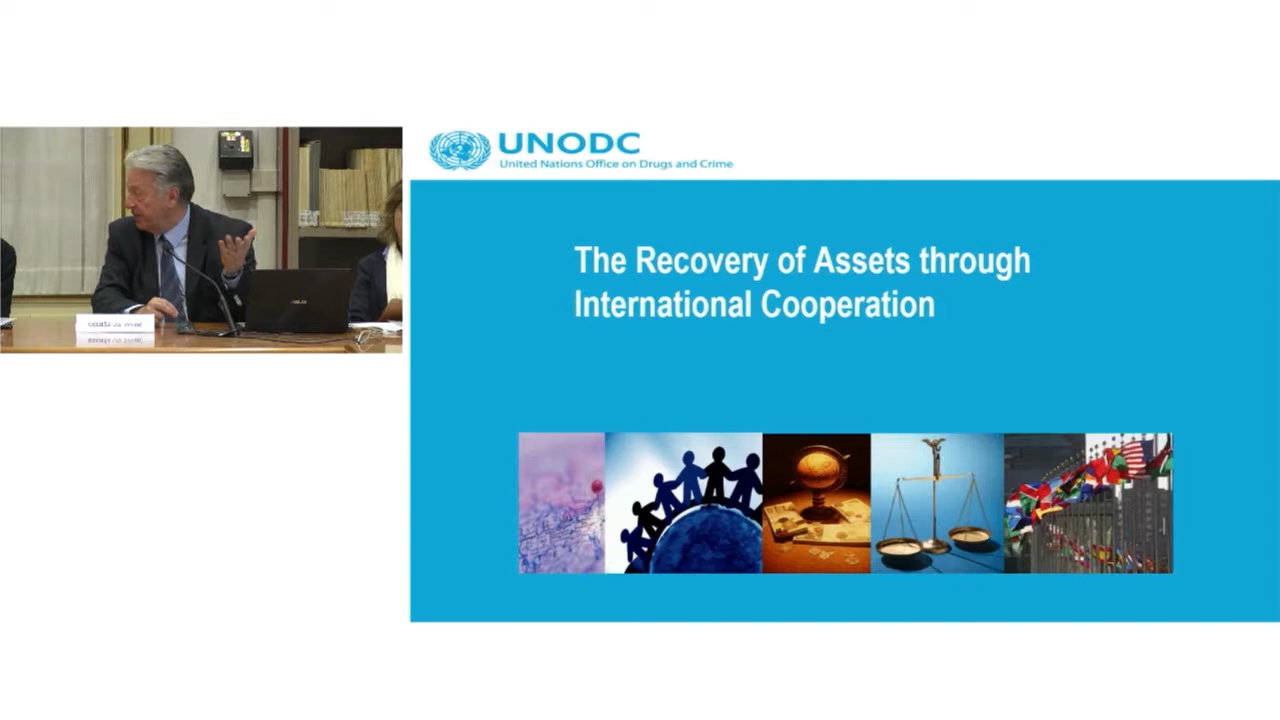 UNODC
United Nations Office on Drugs and Crime
The Recovery of Assets through
International Cooperation